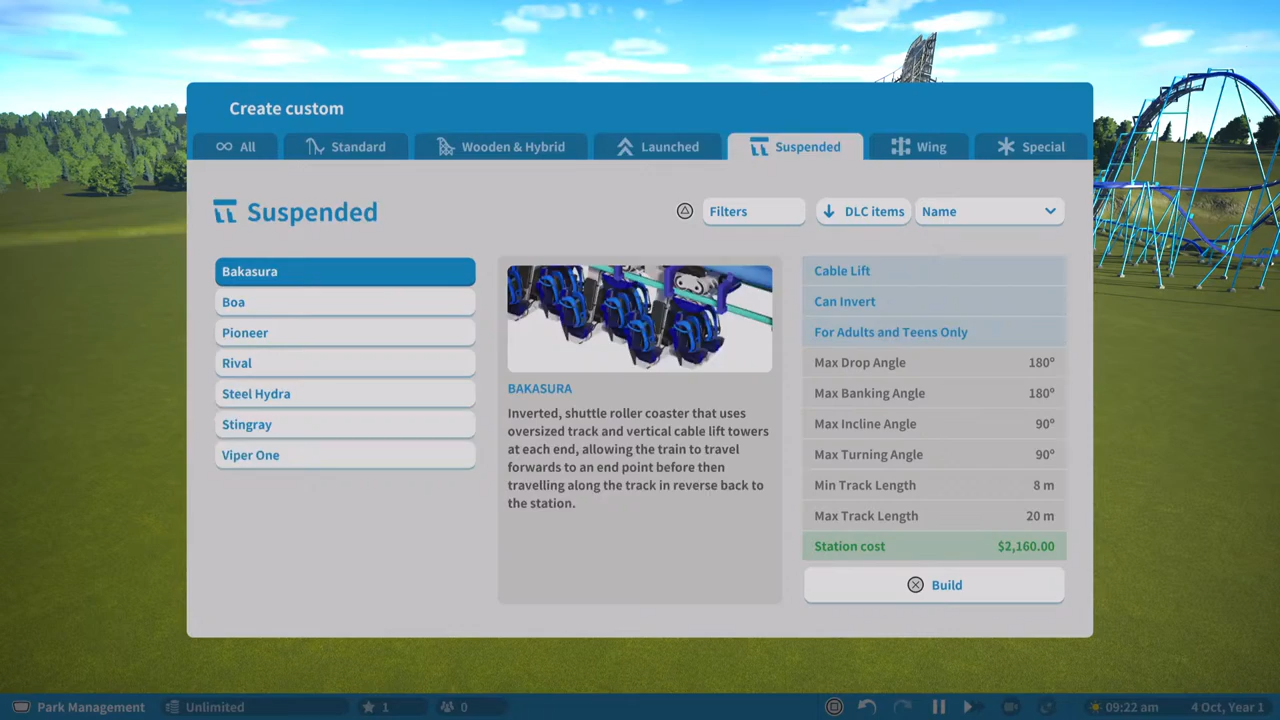 Create custom
All
Standard
Wooden & Hybrid
Launched
Suspended
Wing
Special
Suspended
Filters
DLC items
Name
Bakasura
Boa
Pioneer
Rival
Steel Hydra
Stingray
Viper One
BAKASURA
Inverted, shuttle roller coaster that uses
oversized track and vertical cable lift towers
at each end, allowing the train to travel
forwards to an end point before then
travelling along the track in reverse back to
the station.
Cable Lift
Can Invert
For Adults and Teens Only
Max Drop Angle 180°
Max Banking Angle 180°
Max Incline Angle 90°
Max Turning Angle 90°
Min Track Length 8 m
Max Track Length 20 m
Station cost $2,160.00
Build
Park Management Unlimited 1 0 09:22 am 4 Oct, Year 1